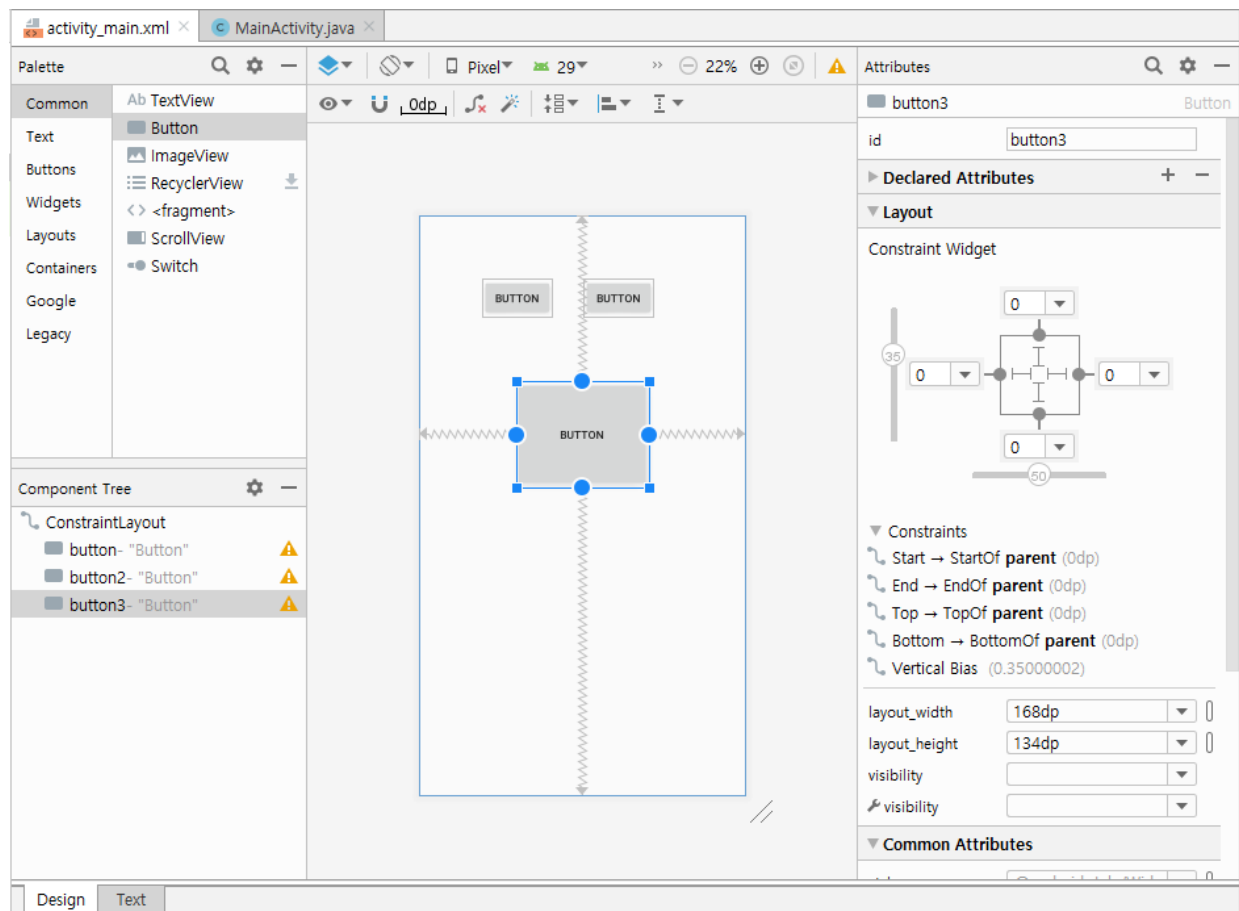 activity_main.xml
MainActivity.java
Palette
Pixel 29 22%
Attributes
Common
Text
Buttons
Widgets
Layouts
Containers
Google
Legacy
Ab TextView
Button
ImageView
RecyclerView
<fragment>
ScrollView
Switch
0dp
BUTTON BUTTON
BUTTON
Component Tree
ConstraintLayout
button- "Button"
button2- "Button"
button3- "Button"
button3 Button
id button3
Declared Attributes
Layout
Constraint Widget
0
35
0 0
0
50
Constraints
Start → StartOf parent (0dp)
End → EndOf parent (0dp)
Top → TopOf parent (0dp)
Bottom → BottomOf parent (0dp)
Vertical Bias (0.35000002)
layout_width 168dp
layout_height 134dp
visibility
visibility
Common Attributes
Design Text